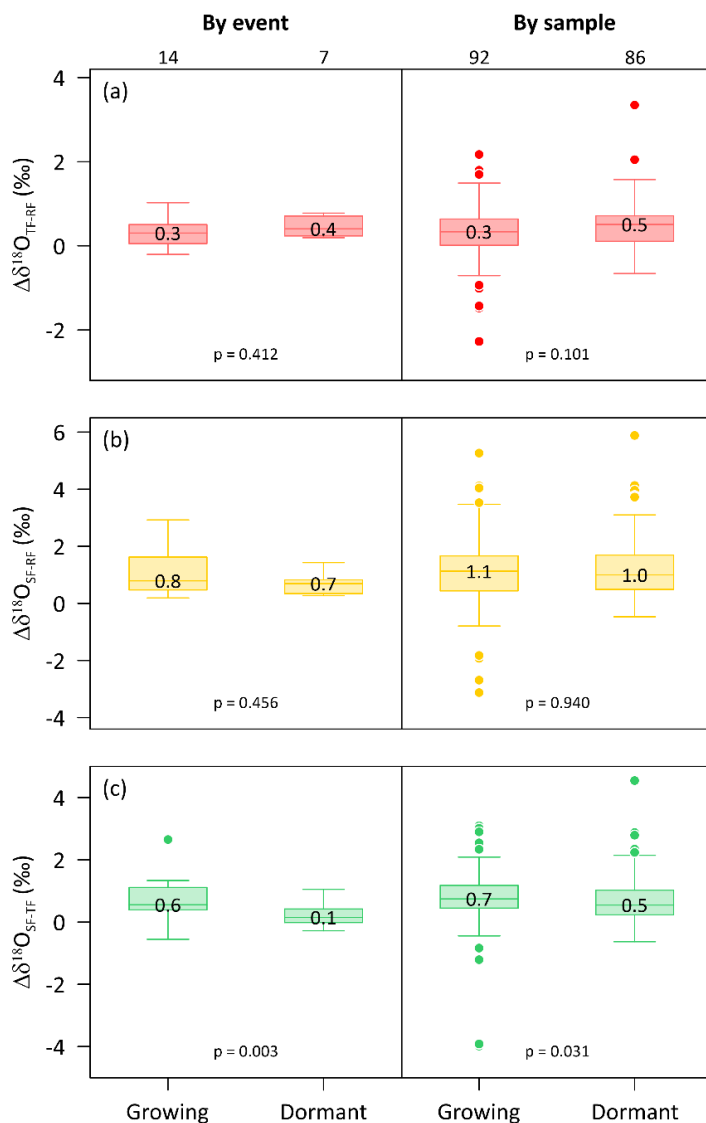 By event By sample
14 7 92 86
(a)
4
2
0
-2
Δδ¹⁸O_TF-RF (‰)
0.3 0.4 0.3 0.5
p = 0.412 p = 0.101
(b)
6
4
2
0
-2
-4
Δδ¹⁸O_SF-RF (‰)
0.8 0.7 1.1 1.0
p = 0.456 p = 0.940
(c)
4
2
0
-2
-4
Δδ¹⁸O_SF-TF (‰)
0.6 0.1 0.7 0.5
p = 0.003 p = 0.031
Growing Dormant Growing Dormant